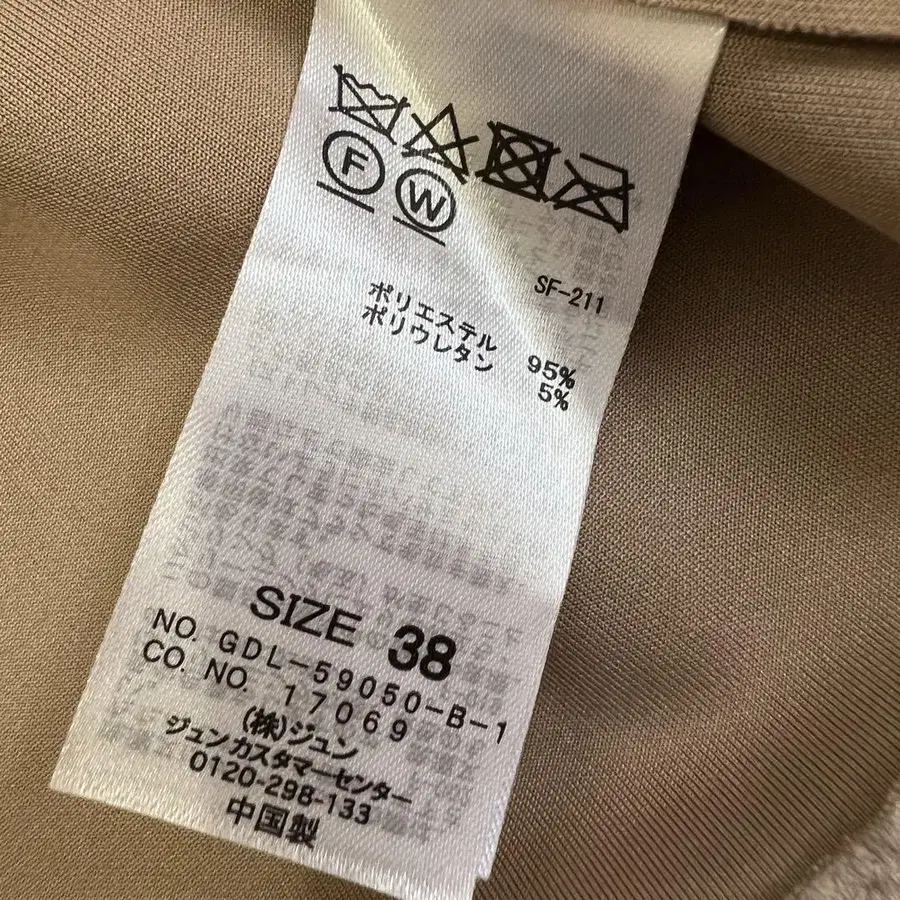 F
W
SF-211
ポリエステル 95%
ポリウレタン 5%
SIZE 38
NO. GDL-59050-B-1
CO. NO. 17069
(株)ジュン
ジュンカスタマーセンター
0120-298-133
中国製